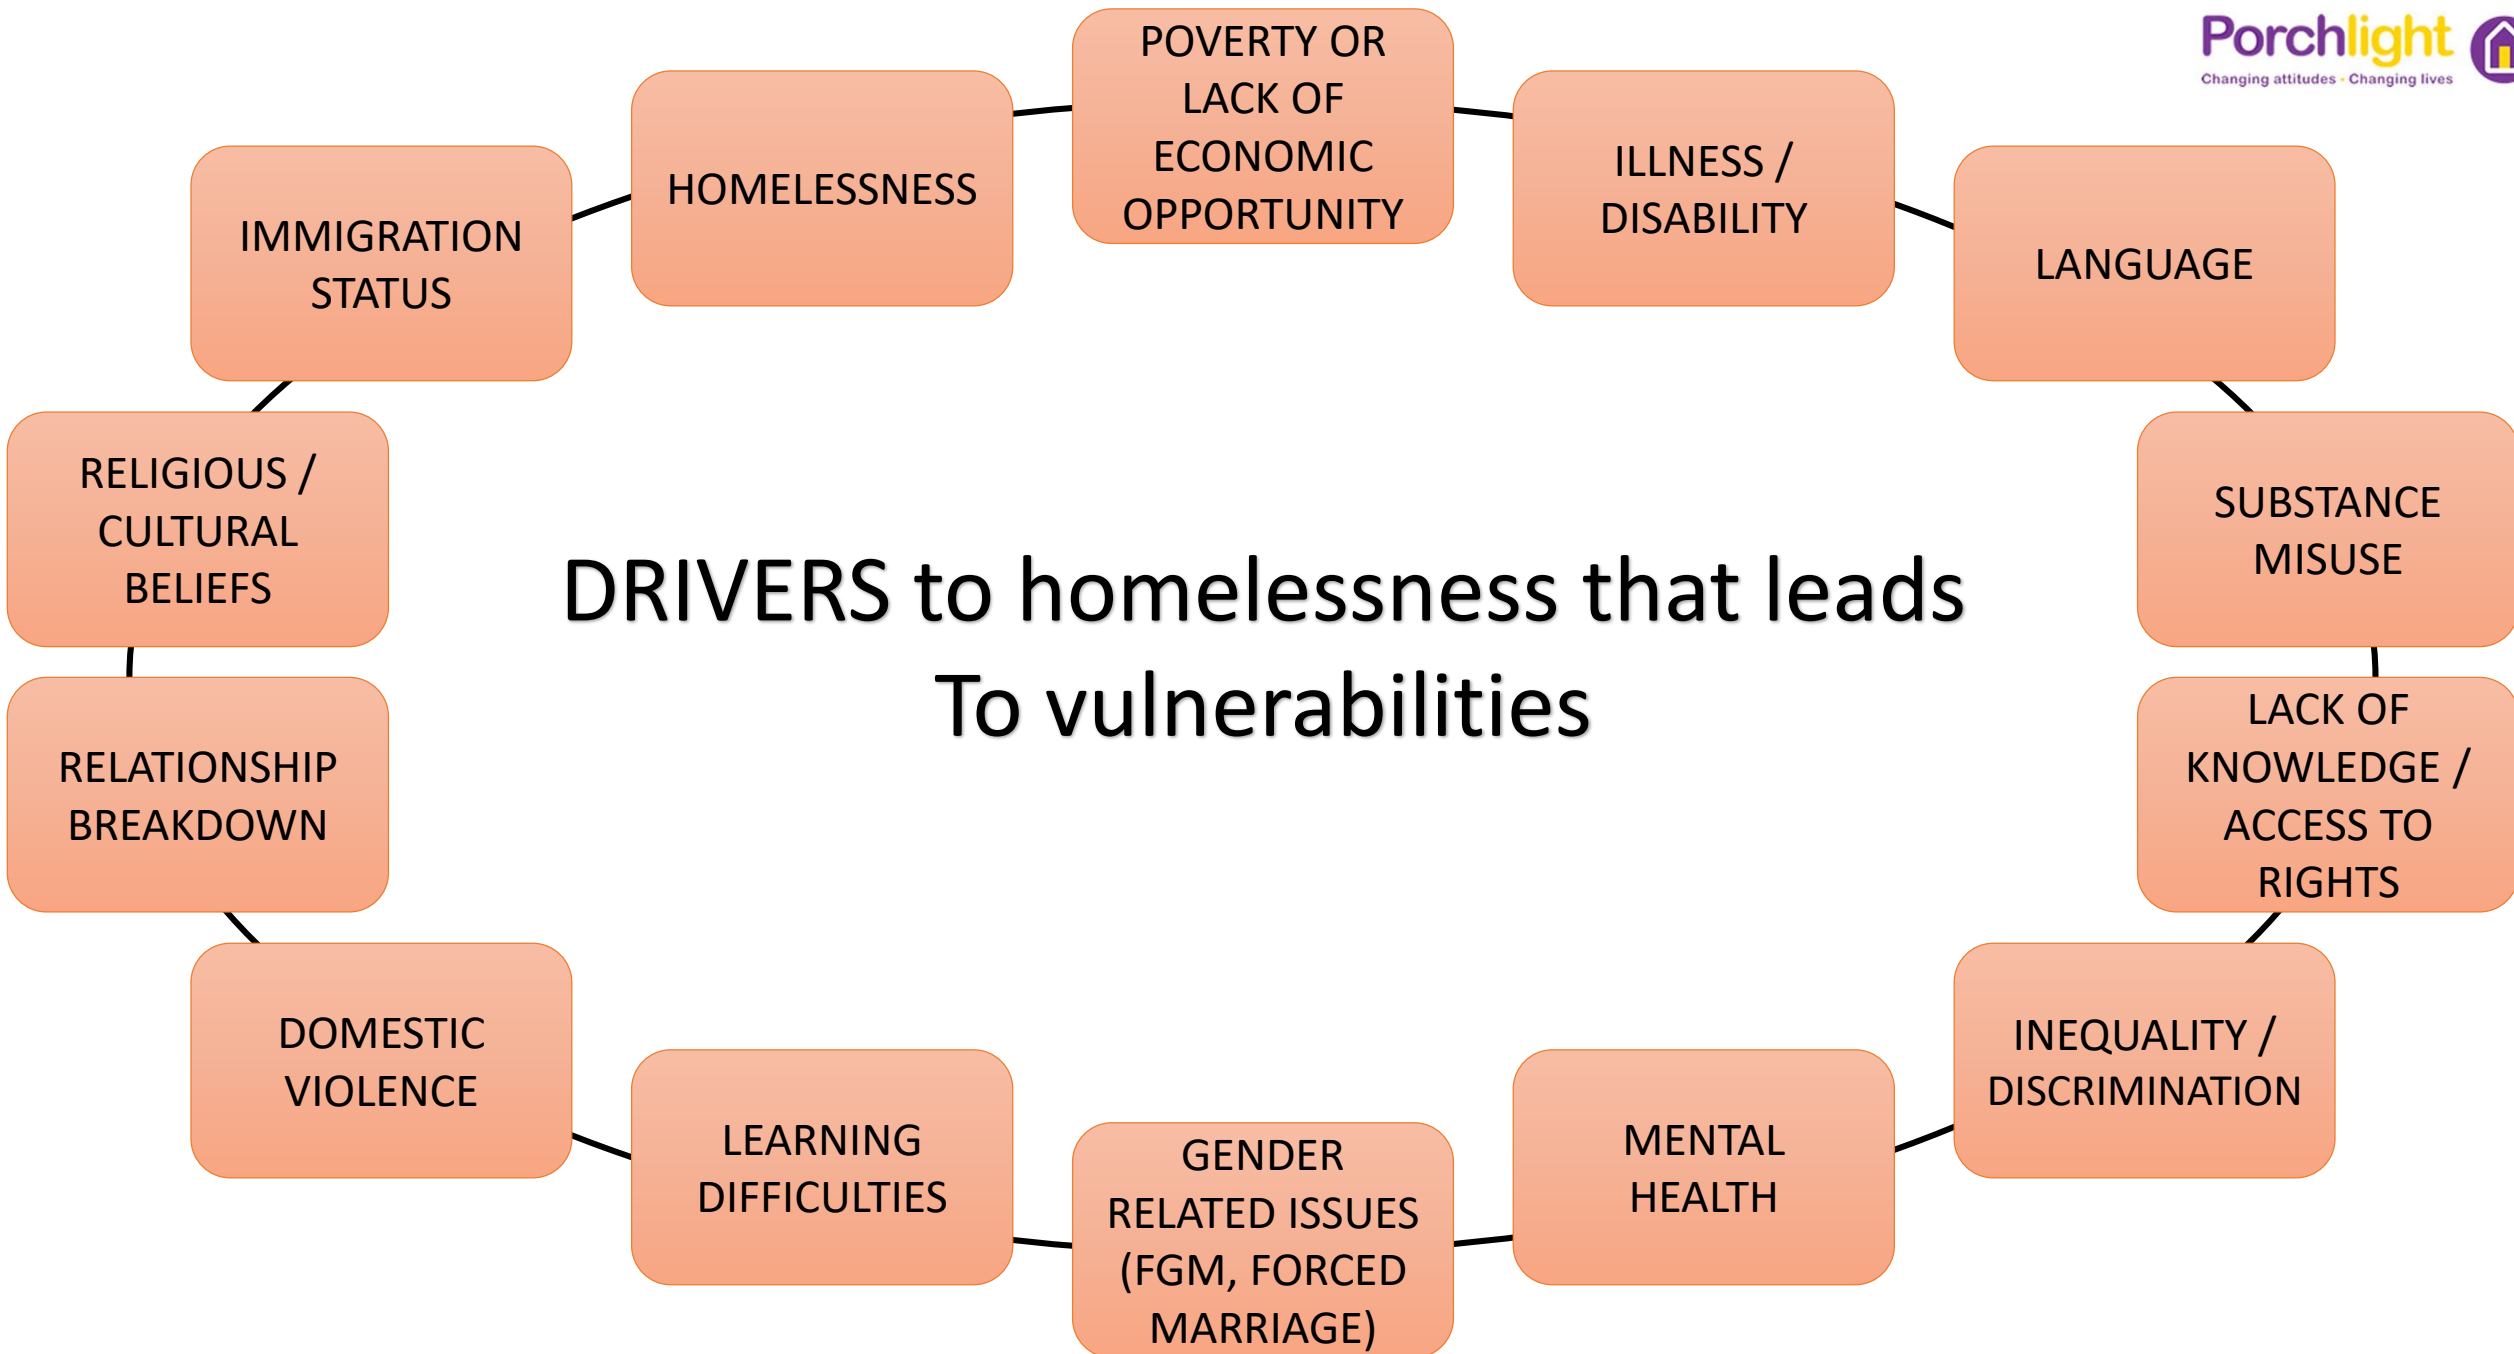 Porchlight
Changing attitudes - Changing lives
POVERTY OR
LACK OF
ECONOMIC
OPPORTUNITY
ILLNESS /
DISABILITY
LANGUAGE
SUBSTANCE
MISUSE
LACK OF
KNOWLEDGE /
ACCESS TO
RIGHTS
INEQUALITY /
DISCRIMINATION
MENTAL
HEALTH
GENDER
RELATED ISSUES
(FGM, FORCED
MARRIAGE)
LEARNING
DIFFICULTIES
DOMESTIC
VIOLENCE
RELATIONSHIP
BREAKDOWN
RELIGIOUS /
CULTURAL
BELIEFS
IMMIGRATION
STATUS
HOMELESSNESS
DRIVERS to homelessness that leads
To vulnerabilities